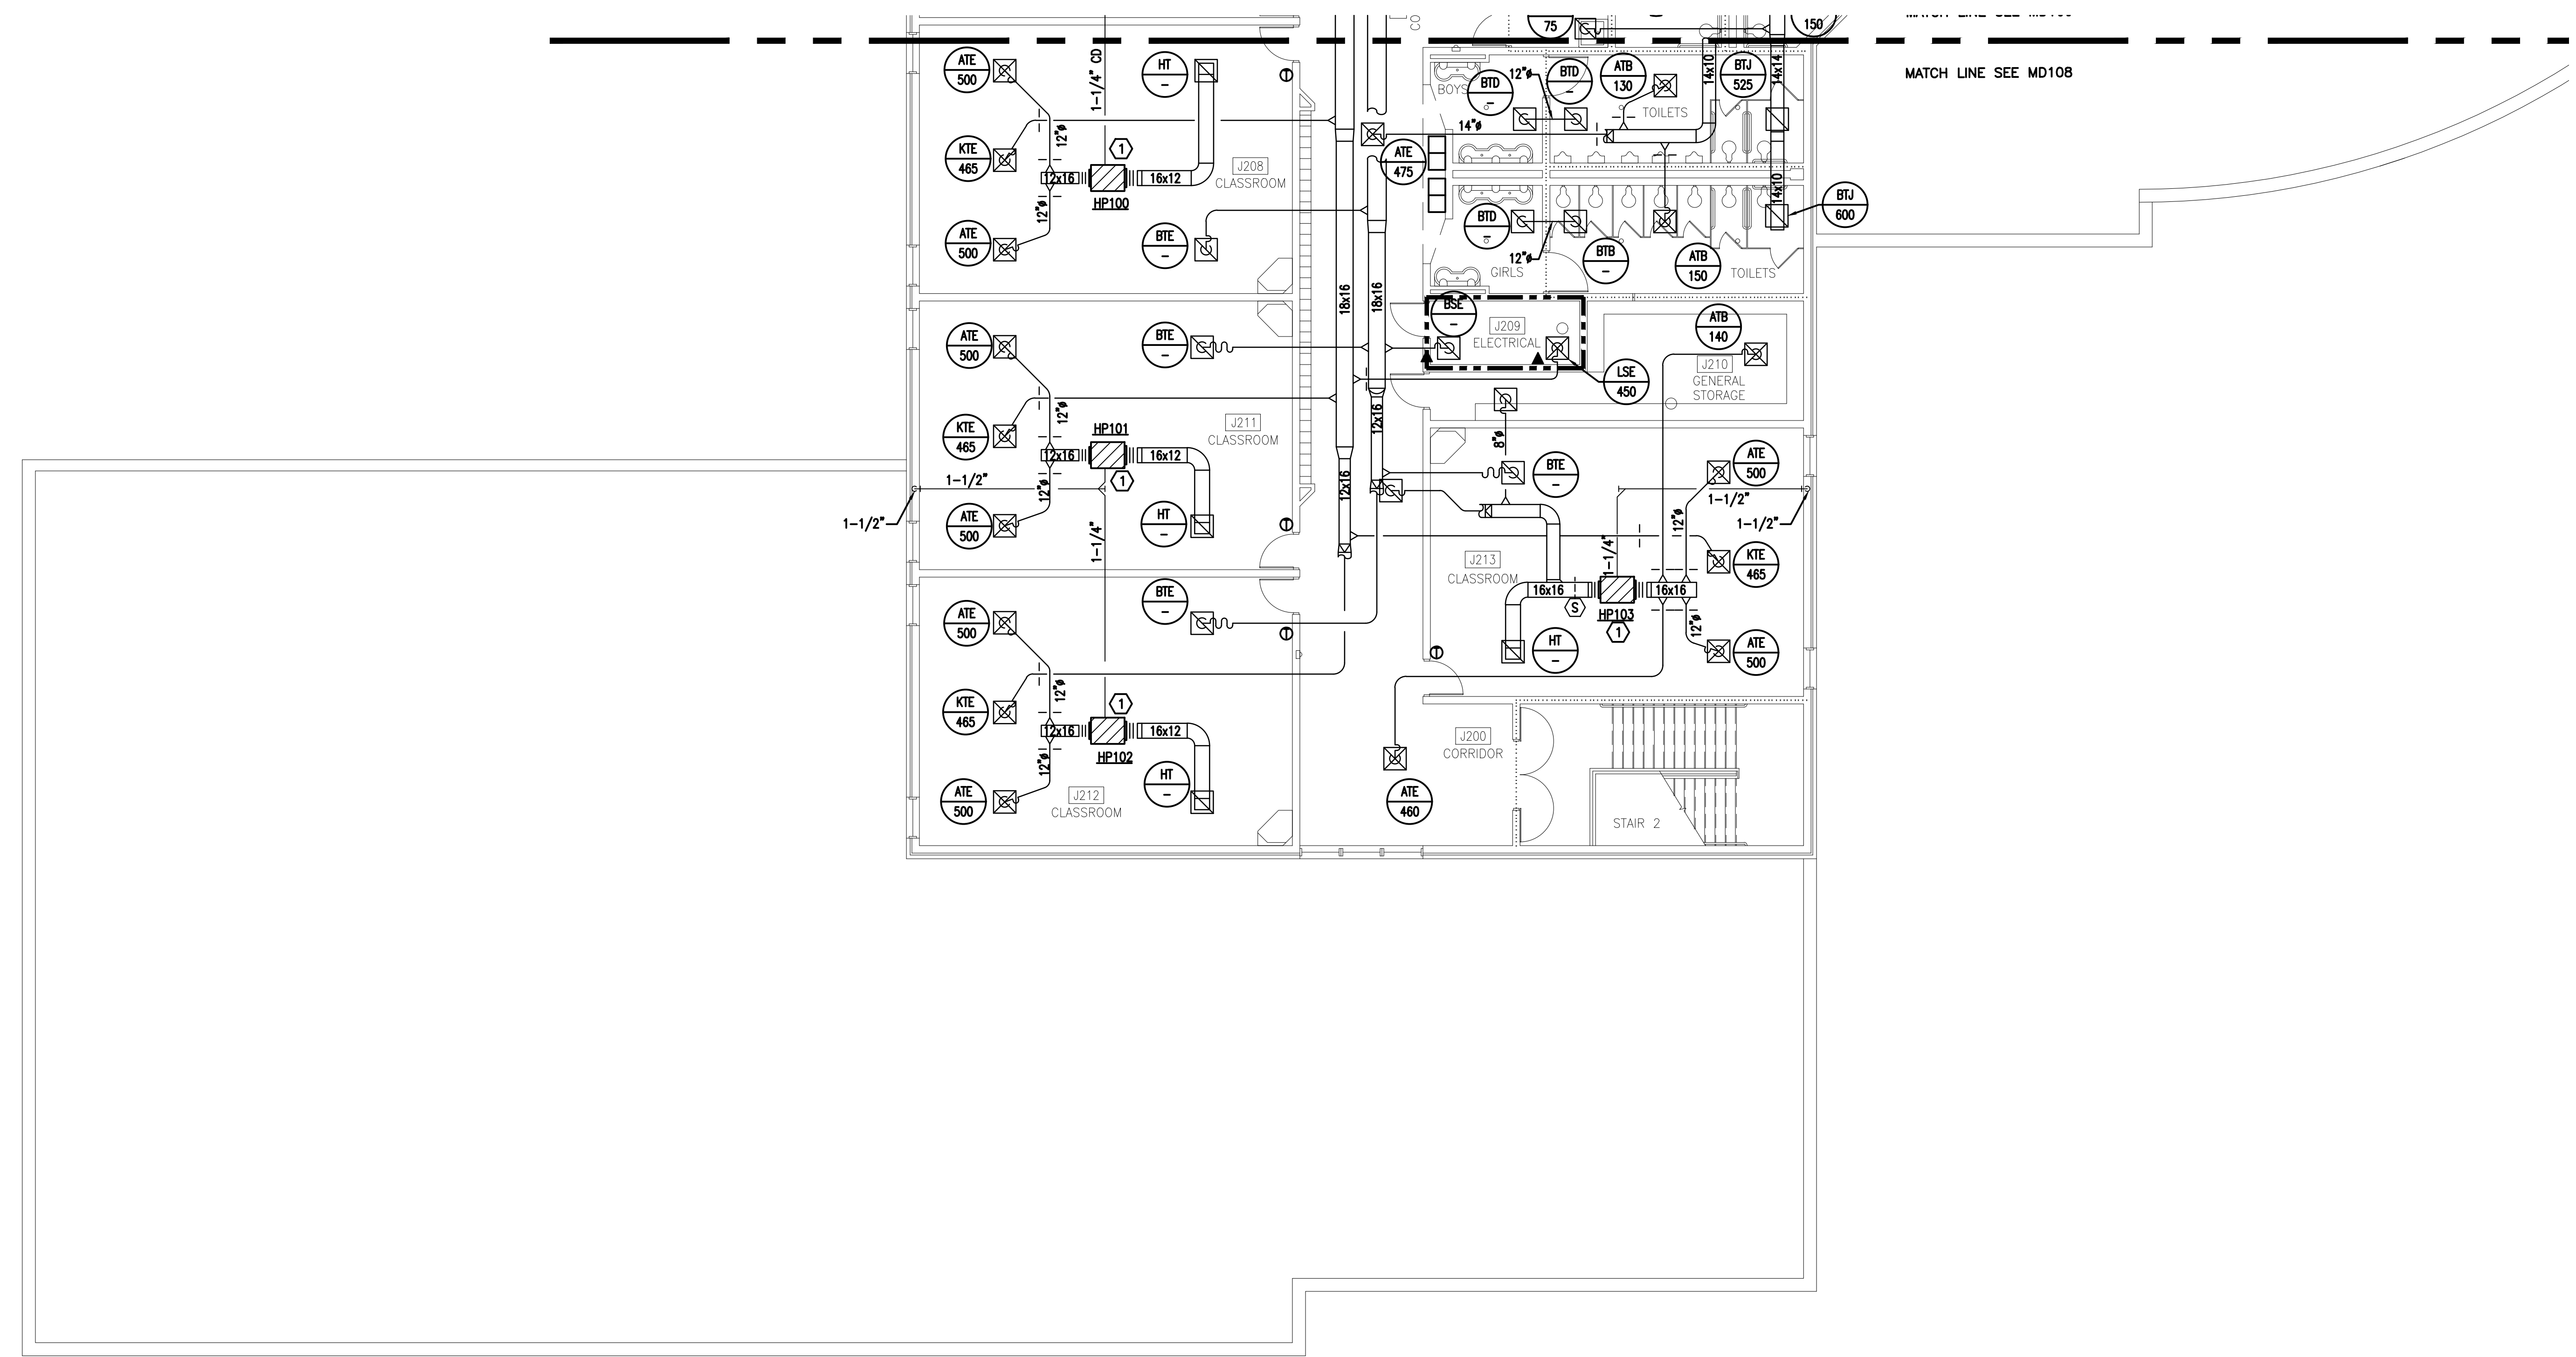 75
150
MATCH LINE SEE MD108
ATE
500
1-1/4" CD
HT
-
BOYS
BTD
-
12"ø
BTD
-
ATB
130
TOILETS
14x10
BTJ
525
14x14
KTE
465
12"ø
1
12x16
16x12
HP100
J208
CLASSROOM
14"ø
ATE
475
14x10
BTJ
600
12"ø
ATE
500
BTE
-
BTD
-
12"ø
GIRLS
BTB
-
ATB
150
TOILETS
18x16
18x16
BSE
-
J209
ELECTRICAL
ATB
140
J210
GENERAL
STORAGE
LSE
450
ATE
500
BTE
-
12"ø
KTE
465
HP101
12x16
16x12
1
J211
CLASSROOM
12x16
12x16
8"ø
1-1/2"
1-1/2"
12"ø
ATE
500
HT
-
1-1/4"
BTE
-
ATE
500
1-1/2"
1-1/2"
12"ø
KTE
465
J213
CLASSROOM
1-1/4"
16x16
16x16
S
HP103
1
12"ø
HT
-
ATE
500
ATE
500
BTE
-
12"ø
KTE
465
1
12x16
16x12
HP102
12"ø
HT
-
ATE
500
J212
CLASSROOM
J200
CORRIDOR
ATE
460
STAIR 2